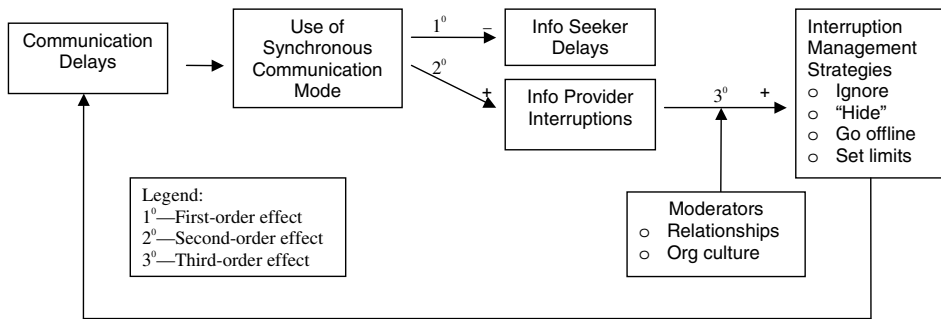 Communication
Delays
Use of
Synchronous
Communication
Mode
1⁰
–
2⁰
+
Info Seeker
Delays
Info Provider
Interruptions
3⁰
+
Interruption
Management
Strategies
o Ignore
o “Hide”
o Go offline
o Set limits
Moderators
o Relationships
o Org culture
Legend:
1⁰—First-order effect
2⁰—Second-order effect
3⁰—Third-order effect